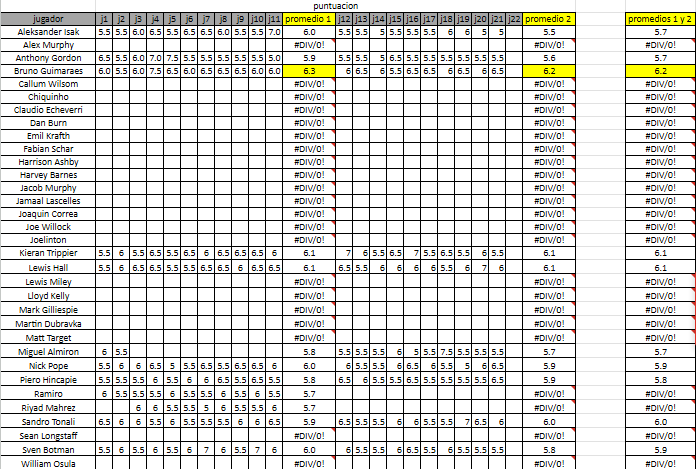 puntuacion
jugador j1 j2 j3 j4 j5 j6 j7 j8 j9 j10 j11 promedio 1 j12 j13 j14 j15 j16 j17 j18 j19 j20 j21 j22 promedio 2 promedios 1 y 2
Aleksander Isak 5.5 5.5 6.0 6.5 5.5 6.5 6.5 6.0 5.5 5.5 7.0 6.0 5.5 5.5 5 5.5 5.5 5.5 6 6 5 5 5.5 5.7
Alex Murphy #DIV/0! #DIV/0! #DIV/0!
Anthony Gordon 6.5 5.5 6.0 7.0 7.5 5.5 5.5 5.5 5.5 5.5 5.0 5.9 5.5 5.5 5 6.5 5.5 5.5 5.5 5.5 5.5 5.5 5.6 5.7
Bruno Guimaraes 6.0 5.5 6.0 7.5 6.5 6.0 6.5 6.5 6.5 6.0 6.0 6.3 6 6.5 6 5.5 6.5 6.5 6 6.5 6 6.5 6.2 6.2
Callum Wilsom #DIV/0! #DIV/0! #DIV/0!
Chiquinho #DIV/0! #DIV/0! #DIV/0!
Claudio Echeverri #DIV/0! #DIV/0! #DIV/0!
Dan Burn #DIV/0! #DIV/0! #DIV/0!
Emil Krafth #DIV/0! #DIV/0! #DIV/0!
Fabian Schar #DIV/0! #DIV/0! #DIV/0!
Harrison Ashby #DIV/0! #DIV/0! #DIV/0!
Harvey Barnes #DIV/0! #DIV/0! #DIV/0!
Jacob Murphy #DIV/0! #DIV/0! #DIV/0!
Jamaal Lascelles #DIV/0! #DIV/0! #DIV/0!
Joaquin Correa #DIV/0! #DIV/0! #DIV/0!
Joe Willock #DIV/0! #DIV/0! #DIV/0!
Joelinton #DIV/0! #DIV/0! #DIV/0!
Kieran Trippier 5.5 6 5.5 6.5 5.5 6.5 6 6.5 6.5 6.5 6 6.1 7 6 5.5 6.5 7 5.5 6.5 5.5 6 5.5 6.1 6.1
Lewis Hall 5.5 6 6.5 6.5 5.5 5.5 6.5 6.5 6 6.5 6.5 6.1 6.5 5.5 6 6 6 6 5.5 6 7 6 6.1 6.1
Lewis Miley #DIV/0! #DIV/0! #DIV/0!
Lloyd Kelly #DIV/0! #DIV/0! #DIV/0!
Mark Gilliespie #DIV/0! #DIV/0! #DIV/0!
Martin Dubravka #DIV/0! #DIV/0! #DIV/0!
Matt Target #DIV/0! #DIV/0! #DIV/0!
Miguel Almiron 6 5.5 5.8 5.5 5.5 5.5 6 5 5.5 7.5 5.5 5.5 5.5 5.7 5.7
Nick Pope 5.5 6 6 6.5 5 5.5 6.5 5.5 6.5 6.5 6 6.0 6 5.5 5.5 6 6.5 6 5.5 5 6 6.5 5.9 5.9
Piero Hincapie 5.5 5.5 5.5 6 5.5 6 6 6.5 5.5 6.5 5.5 5.8 6.5 6 5.5 5.5 6.5 5.5 5.5 5.5 5.5 6.5 5.9 5.8
Ramiro 6 5.5 5.5 5.5 6 5.5 5.5 6 5.5 6 5.5 5.7 #DIV/0! #DIV/0!
Riyad Mahrez 6 6 5.5 5.5 5 6 5.5 5.5 6 5.7 #DIV/0! #DIV/0!
Sandro Tonali 6.5 6 6 5.5 6 5.5 5.5 5.5 6 6 6.5 5.9 6.5 5.5 5.5 6 6 5.5 5.5 7 6.5 6 6.0 6.0
Sean Longstaff #DIV/0! #DIV/0! #DIV/0!
Sven Botman 5.5 6 5.5 6 5.5 6 7 6 5.5 7 6 6.0 6 5.5 5.5 6 6.5 5.5 6 5.5 5.5 5.5 5.8 5.9
William Osula #DIV/0! #DIV/0! #DIV/0!